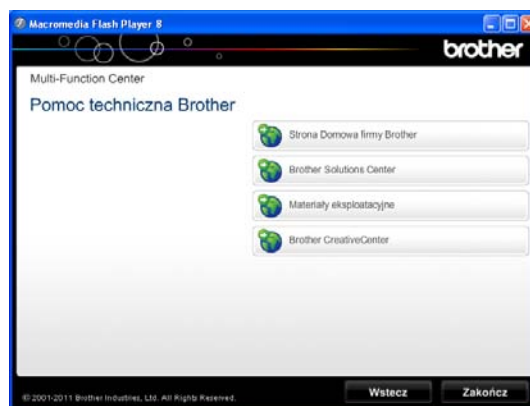 Macromedia Flash Player 8
brother
Multi-Function Center
Pomoc techniczna Brother
Strona Domowa firmy Brother
Brother Solutions Center
Materiały eksploatacyjne
Brother CreativeCenter
© 2001-2011 Brother Industries, Ltd. All Rights Reserved.
Wstecz
Zakończ